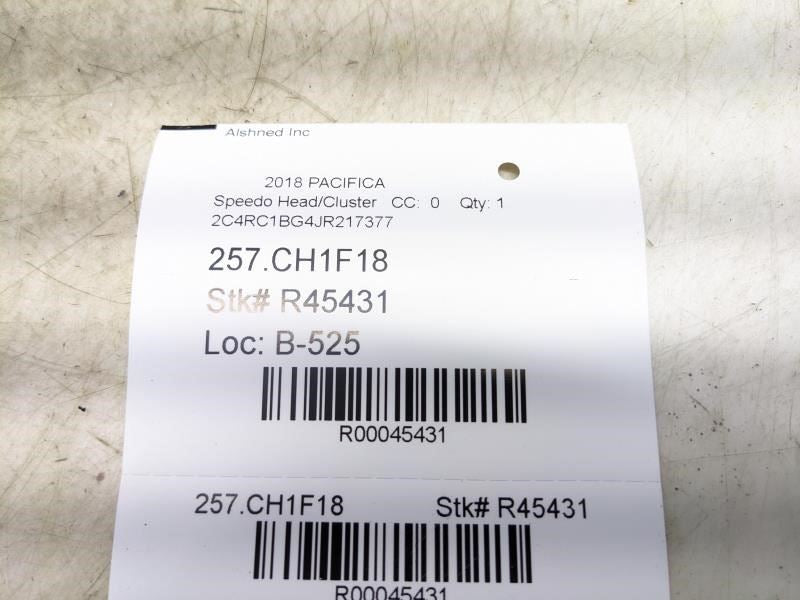 Alshned Inc
2018 PACIFICA
Speedo Head/Cluster CC: 0 Qty: 1
2C4RC1BG4JR217377
257.CH1F18
Stk# R45431
Loc: B-525
R00045431
257.CH1F18 Stk# R45431
R00045431